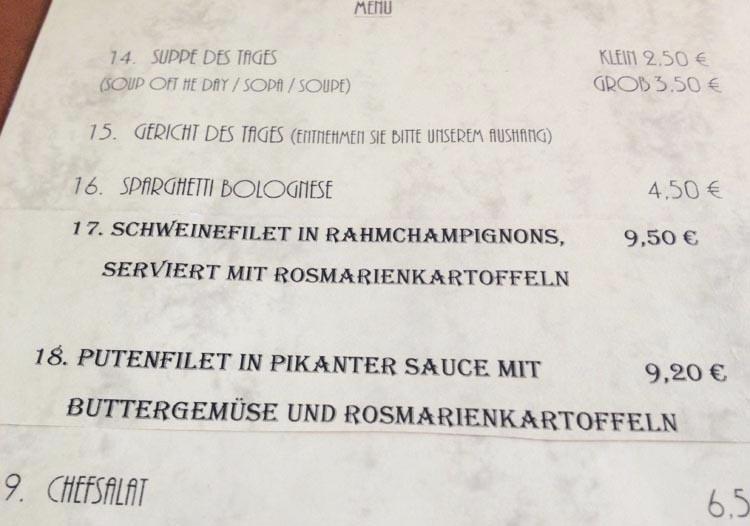 MENU
14. SUPPE DES TAGES KLEIN 2,50 €
(SOUP OFT HE DAY / SOPA / SOUPE) GROß 3,50 €
15. GERICHT DES TAGES (ENTNEHMEN SIE BITTE UNSEREM AUSHANG)
16. SPARGHETTI BOLOGNESE 4,50 €
17. SCHWEINEFILET IN RAHMCHAMPIGNONS, 9,50 €
SERVIERT MIT ROSMARIENKARTOFFELN
18. PUTENFILET IN PIKANTER SAUCE MIT 9,20 €
BUTTERGEMÜSE UND ROSMARIENKARTOFFELN
9. CHEFSALAT 6,5